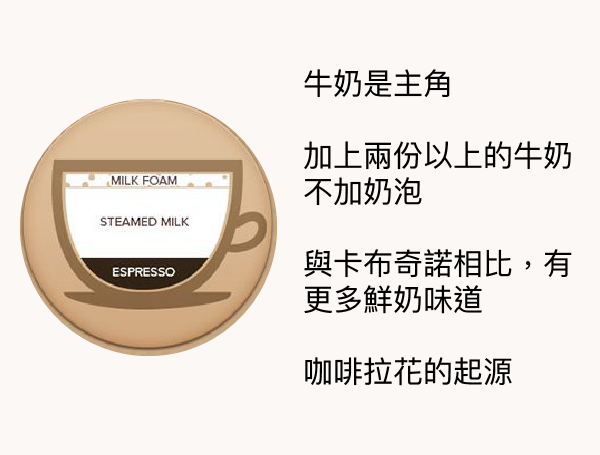 MILK FOAM
STEAMED MILK
ESPRESSO
牛奶是主角
加上兩份以上的牛奶
不加奶泡
與卡布奇諾相比，有
更多鮮奶味道
咖啡拉花的起源